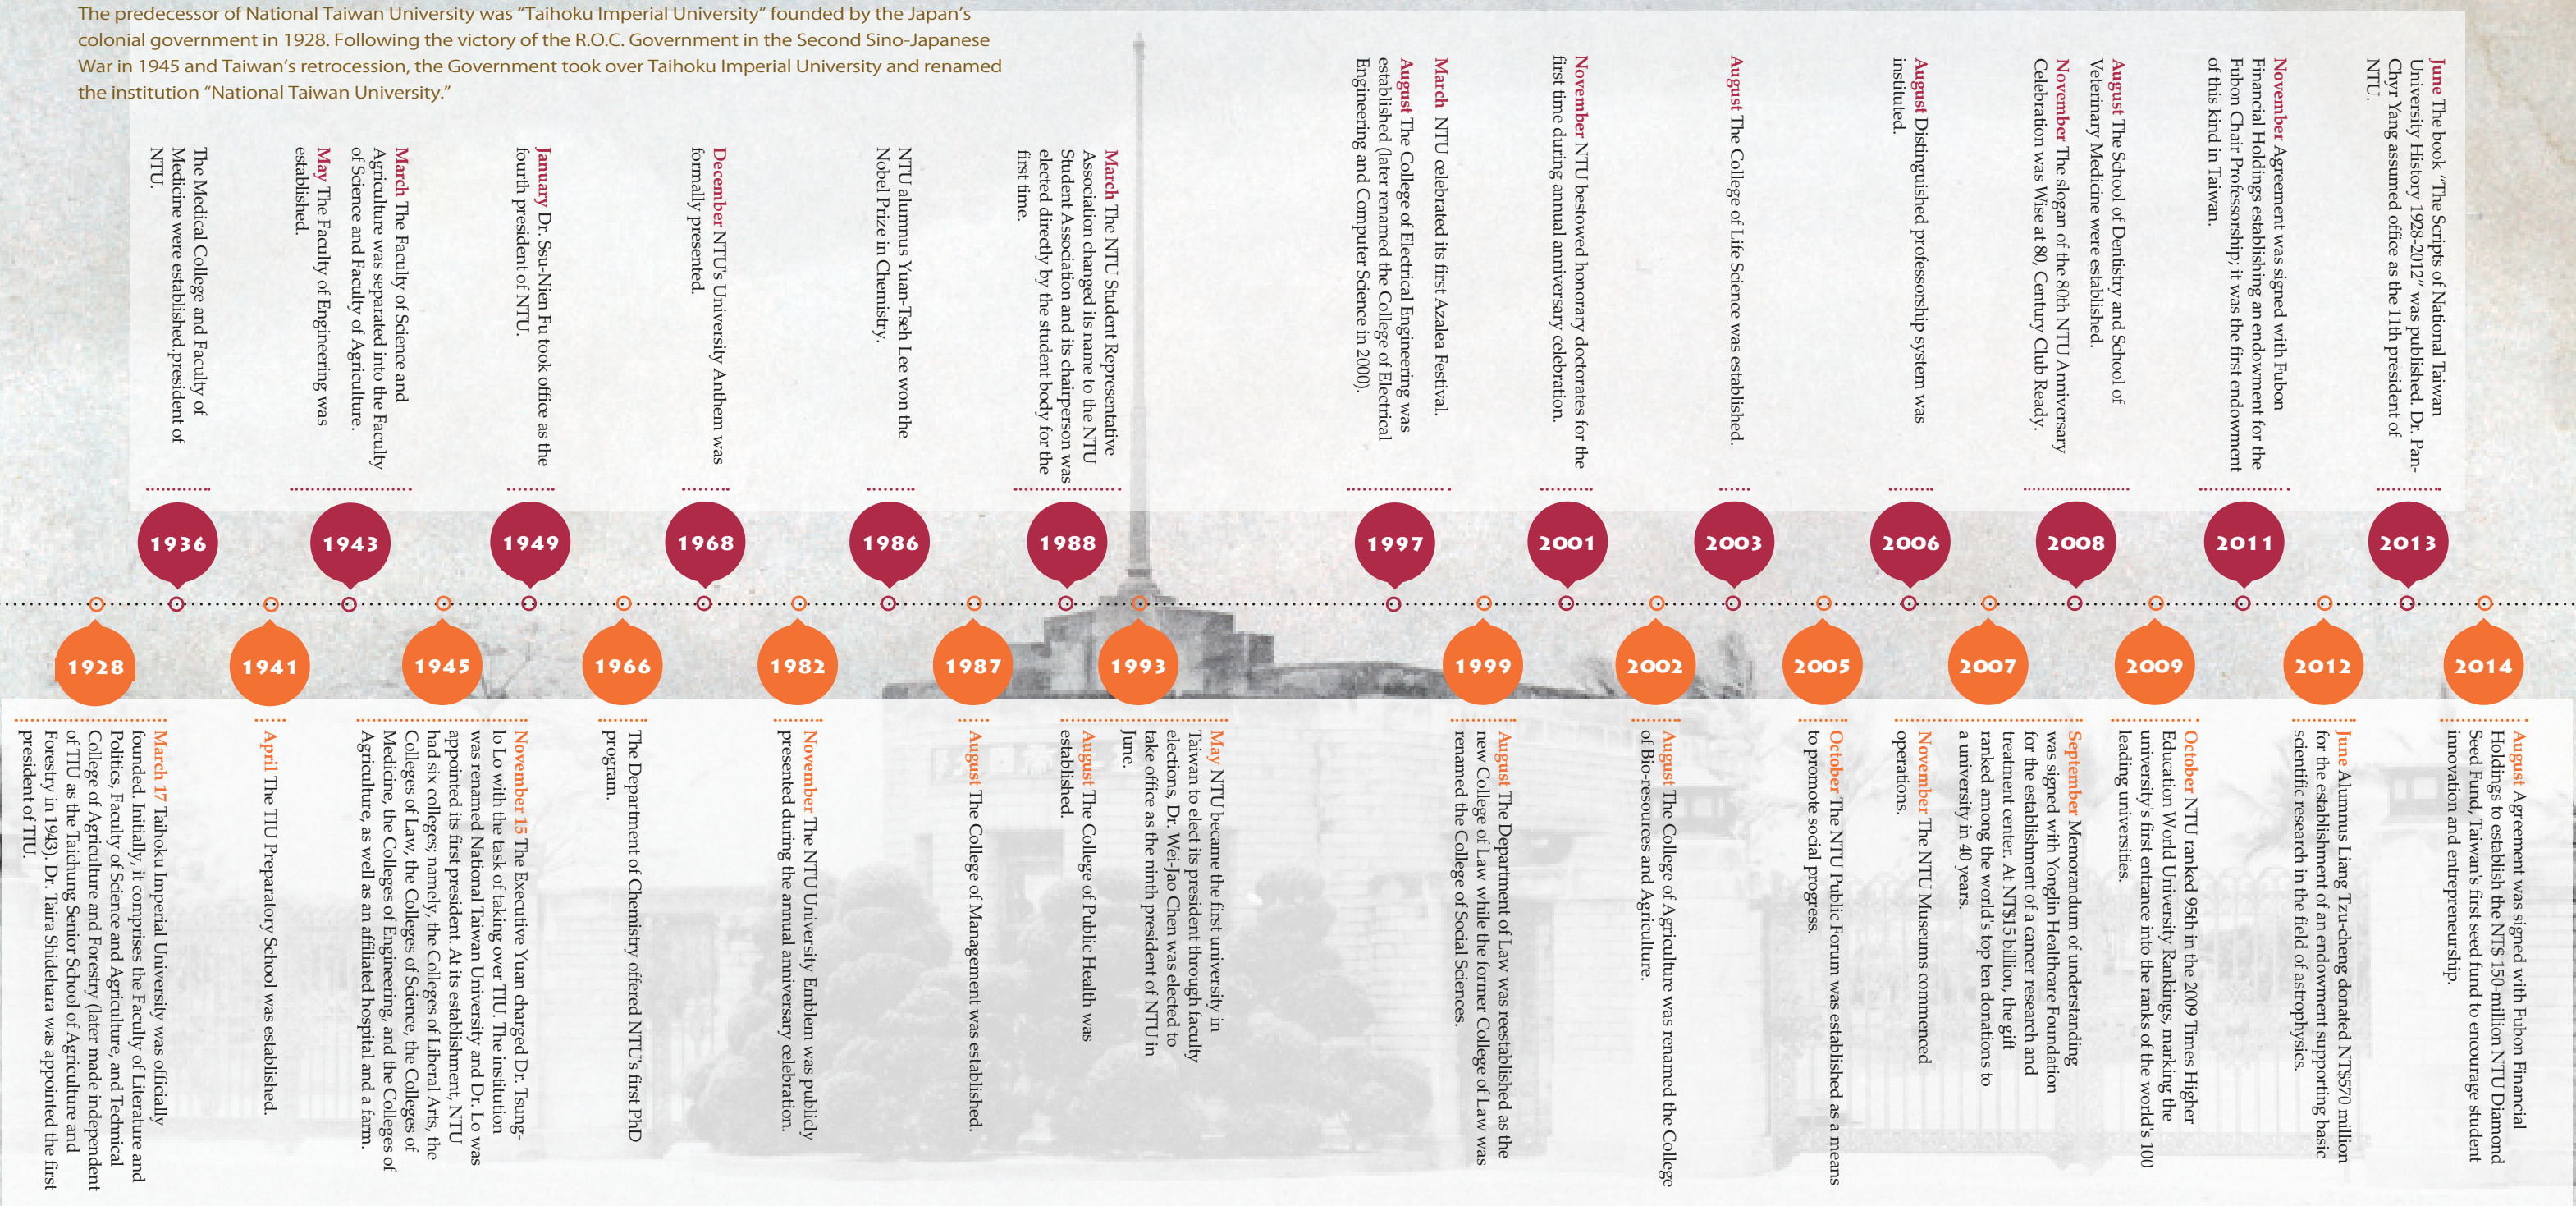 The predecessor of National Taiwan University was “Taihoku Imperial University” founded by the Japan’s
colonial government in 1928. Following the victory of the R.O.C. Government in the Second Sino-Japanese
War in 1945 and Taiwan’s retrocession, the Government took over Taihoku Imperial University and renamed
the institution “National Taiwan University.”
The Medical College and Faculty of
Medicine were established.president of
NTU.
1936
March The Faculty of Science and
Agriculture was separated into the Faculty
of Science and Faculty of Agriculture.
May The Faculty of Engineering was
established.
1943
January Dr. Ssu-Nien Fu took office as the
fourth president of NTU.
1949
December NTU's University Anthem was
formally presented.
1968
NTU alumnus Yuan-Tseh Lee won the
Nobel Prize in Chemistry.
1986
March The NTU Student Representative
Association changed its name to the NTU
Student Association and its chairperson was
elected directly by the student body for the
first time.
1988
March NTU celebrated its first Azalea Festival.
August The College of Electrical Engineering was
established (later renamed the College of Electrical
Engineering and Computer Science in 2000).
1997
November NTU bestowed honorary doctorates for the
first time during annual anniversary celebration.
2001
August The College of Life Science was established.
2003
August Distinguished professorship system was
instituted.
2006
August The School of Dentistry and School of
Veterinary Medicine were established.
November The slogan of the 80th NTU Anniversary
Celebration was Wise at 80, Century Club Ready.
2008
November Agreement was signed with Fubon
Financial Holdings establishing an endowment for the
Fubon Chair Professorship; it was the first endowment
of this kind in Taiwan.
2011
June The book “The Scripts of National Taiwan
University History 1928-2012” was published. Dr. Pan-
Chyr Yang assumed office as the 11th president of
NTU.
2013
1928
March 17 Taihoku Imperial University was officially
founded. Initially, it comprises the Faculty of Literature and
Politics, Faculty of Science and Agriculture, and Technical
College of Agriculture and Forestry (later made independent
of TIU as the Taichung Senior School of Agriculture and
Forestry in 1943). Dr. Taira Shidehara was appointed the first
president of TIU.
1941
April The TIU Preparatory School was established.
1945
November 15 The Executive Yuan charged Dr. Tsung-
lo Lo with the task of taking over TIU. The institution
was renamed National Taiwan University and Dr. Lo was
appointed its first president. At its establishment, NTU
had six colleges; namely, the Colleges of Liberal Arts, the
Colleges of Law, the Colleges of Science, the Colleges of
Medicine, the Colleges of Engineering, and the Colleges of
Agriculture, as well as an affiliated hospital and a farm.
1966
The Department of Chemistry offered NTU's first PhD
program.
1982
November The NTU University Emblem was publicly
presented during the annual anniversary celebration.
1987
August The College of Management was established.
1993
May NTU became the first university in
Taiwan to elect its president through faculty
elections, Dr. Wei-Jao Chen was elected to
take office as the ninth president of NTU in
June.
August The College of Public Health was
established.
1999
August The Department of Law was reestablished as the
new College of Law while the former College of Law was
renamed the College of Social Sciences.
2002
August The College of Agriculture was renamed the College
of Bio-resources and Agriculture.
2005
October The NTU Public Forum was established as a means
to promote social progress.
2007
September Memorandum of understanding
was signed with Yonglin Healthcare Foundation
for the establishment of a cancer research and
treatment center. At NT$15 billion, the gift
ranked among the world's top ten donations to
a university in 40 years.
November The NTU Museums commenced
operations.
2009
October NTU ranked 95th in the 2009 Times Higher
Education World University Rankings, marking the
university's first entrance into the ranks of the world's 100
leading universities.
2012
June Alumnus Liang Tzu-cheng donated NT$570 million
for the establishment of an endowment supporting basic
scientific research in the field of astrophysics.
2014
August Agreement was signed with Fubon Financial
Holdings to establish the NT$ 150-million NTU Diamond
Seed Fund, Taiwan's first seed fund to encourage student
innovation and entrepreneurship.